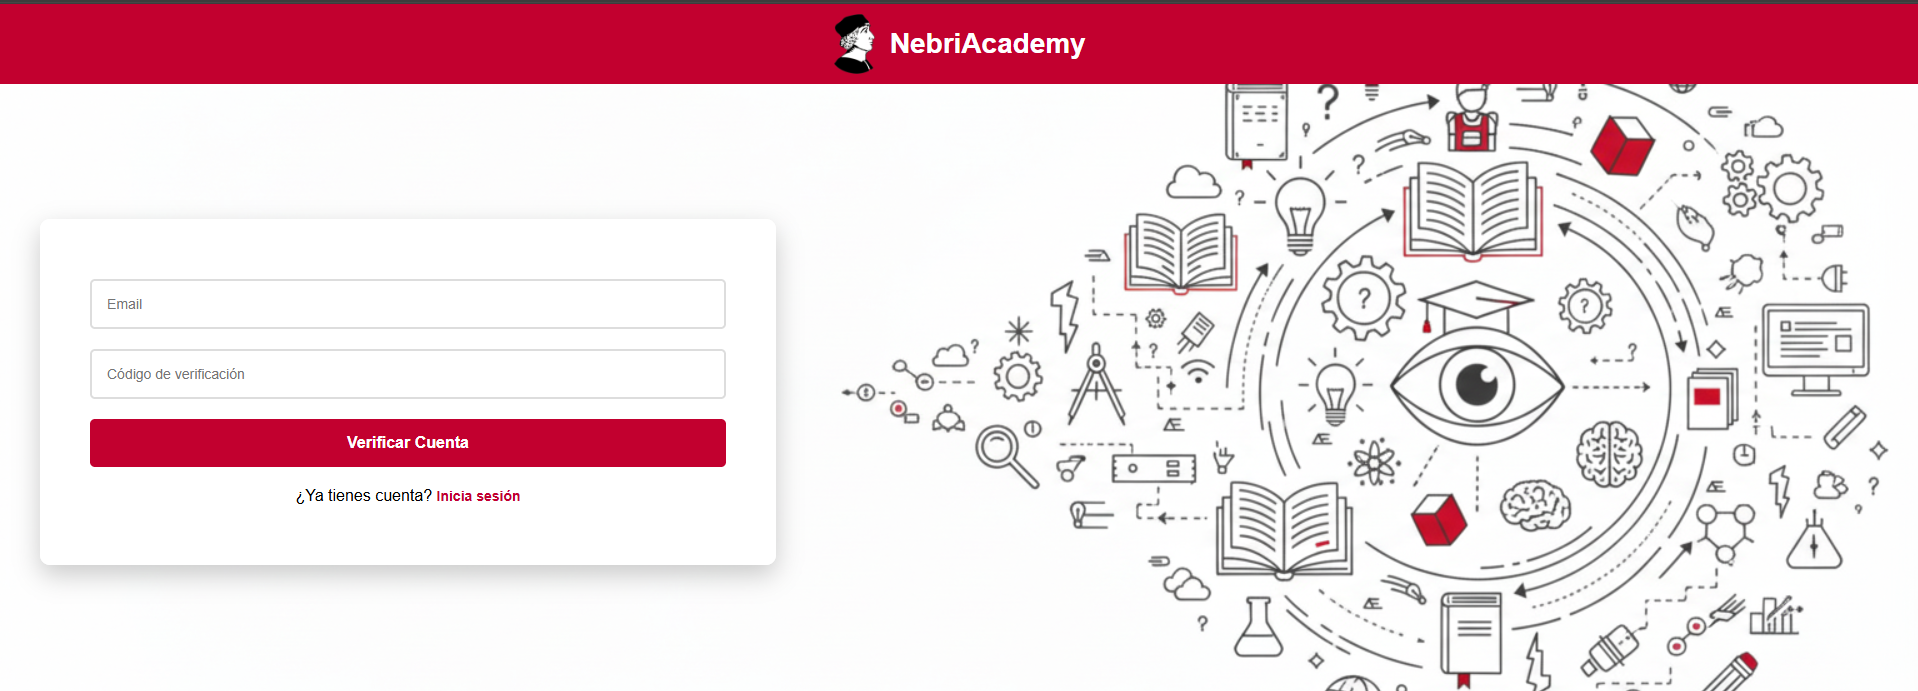 NebriAcademy
Email
Código de verificación
Verificar Cuenta
¿Ya tienes cuenta? Inicia sesión